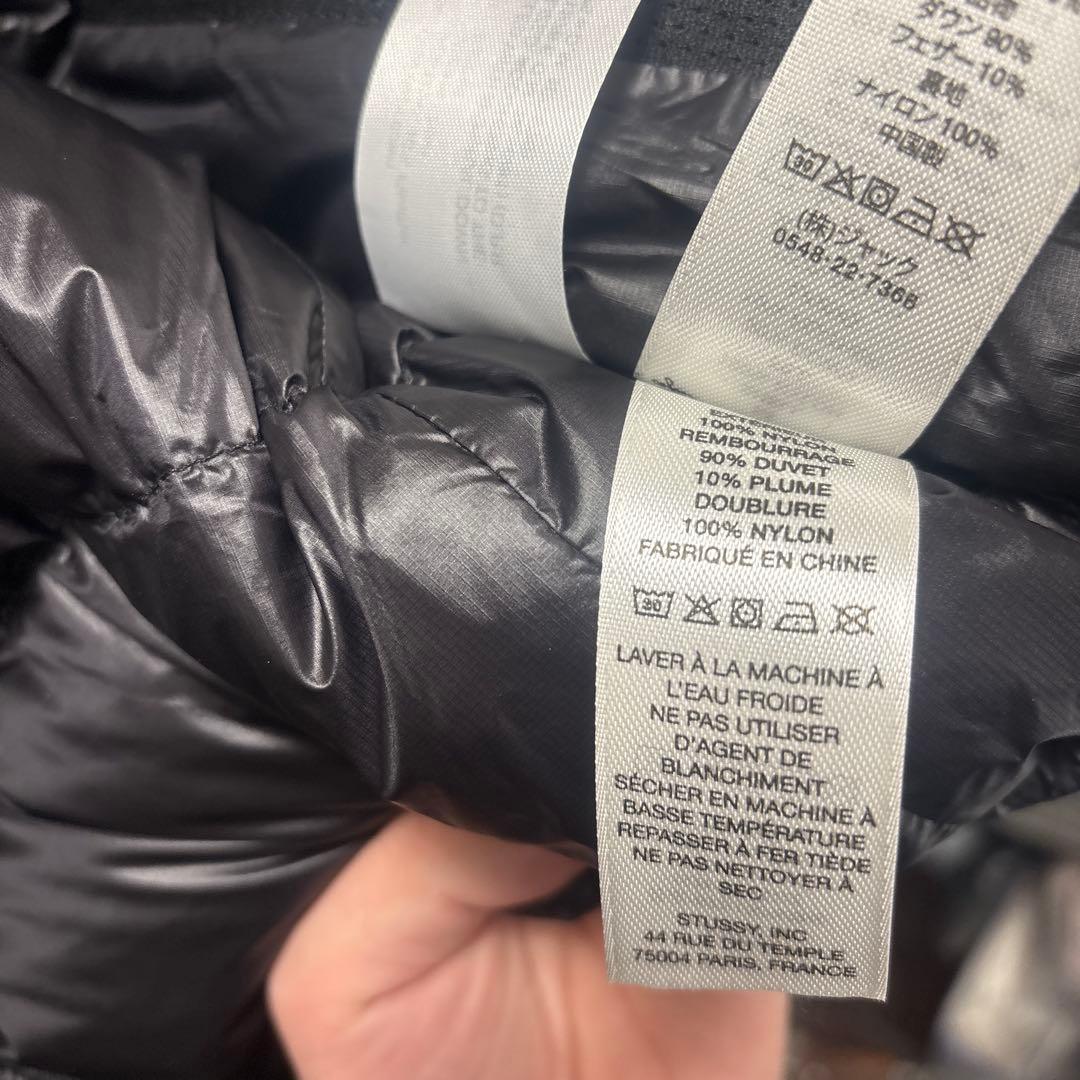 ダウン90%
フェザー10%
裏地
ナイロン100%
中国製
30
(株)ジャック
0548-22-7366
100% NYLON
REMBOURRAGE
90% DUVET
10% PLUME
DOUBLURE
100% NYLON
FABRIQUÉ EN CHINE
30
LAVER À LA MACHINE À
L'EAU FROIDE
NE PAS UTILISER
D'AGENT DE
BLANCHIMENT
SÉCHER EN MACHINE À
BASSE TEMPÉRATURE
REPASSER À FER TIÈDE
NE PAS NETTOYER À
SEC
STUSSY, INC
44 RUE DU TEMPLE
75004 PARIS, FRANCE